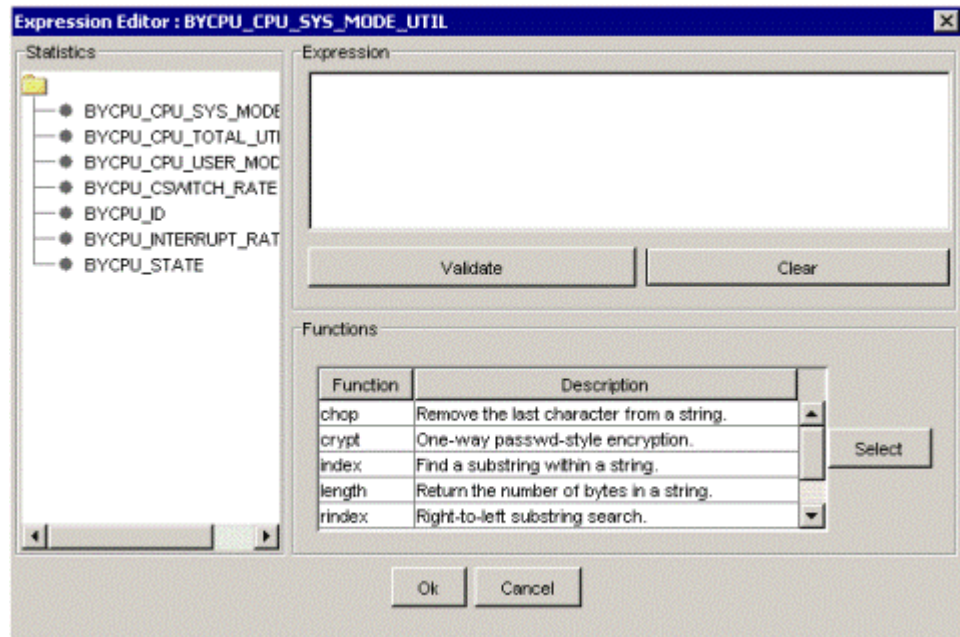 Expression Editor : BYCPU_CPU_SYS_MODE_UTIL
Statistics
BYCPU_CPU_SYS_MODE
BYCPU_CPU_TOTAL_UTI
BYCPU_CPU_USER_MOD
BYCPU_CSWITCH_RATE
BYCPU_ID
BYCPU_INTERRUPT_RAT
BYCPU_STATE
Expression
Validate Clear
Functions
Function Description
chop Remove the last character from a string.
crypt One-way passwd-style encryption.
index Find a substring within a string.
length Return the number of bytes in a string.
rindex Right-to-left substring search.
Select
Ok Cancel